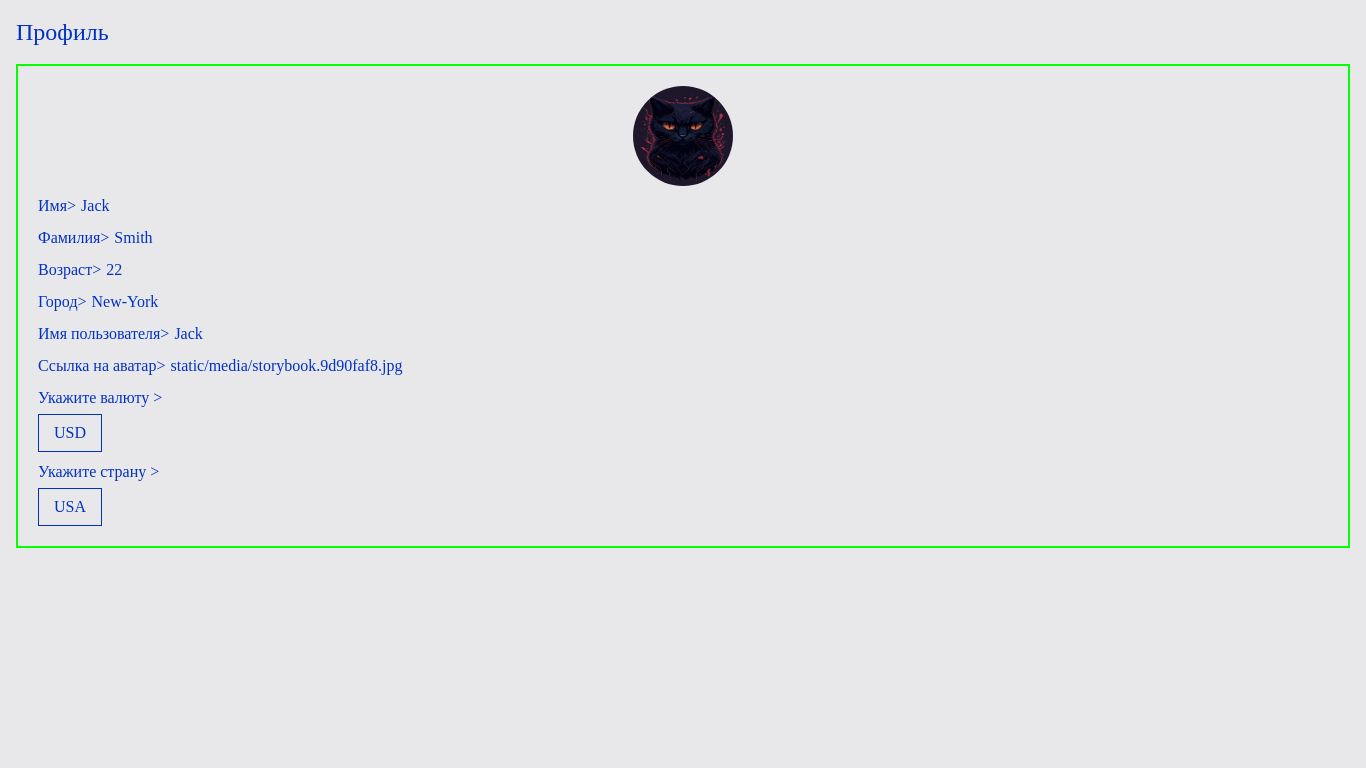 Профиль
Имя> Jack
Фамилия> Smith
Возраст> 22
Город> New-York
Имя пользователя> Jack
Ссылка на аватар> static/media/storybook.9d90faf8.jpg
Укажите валюту >
USD
Укажите страну >
USA